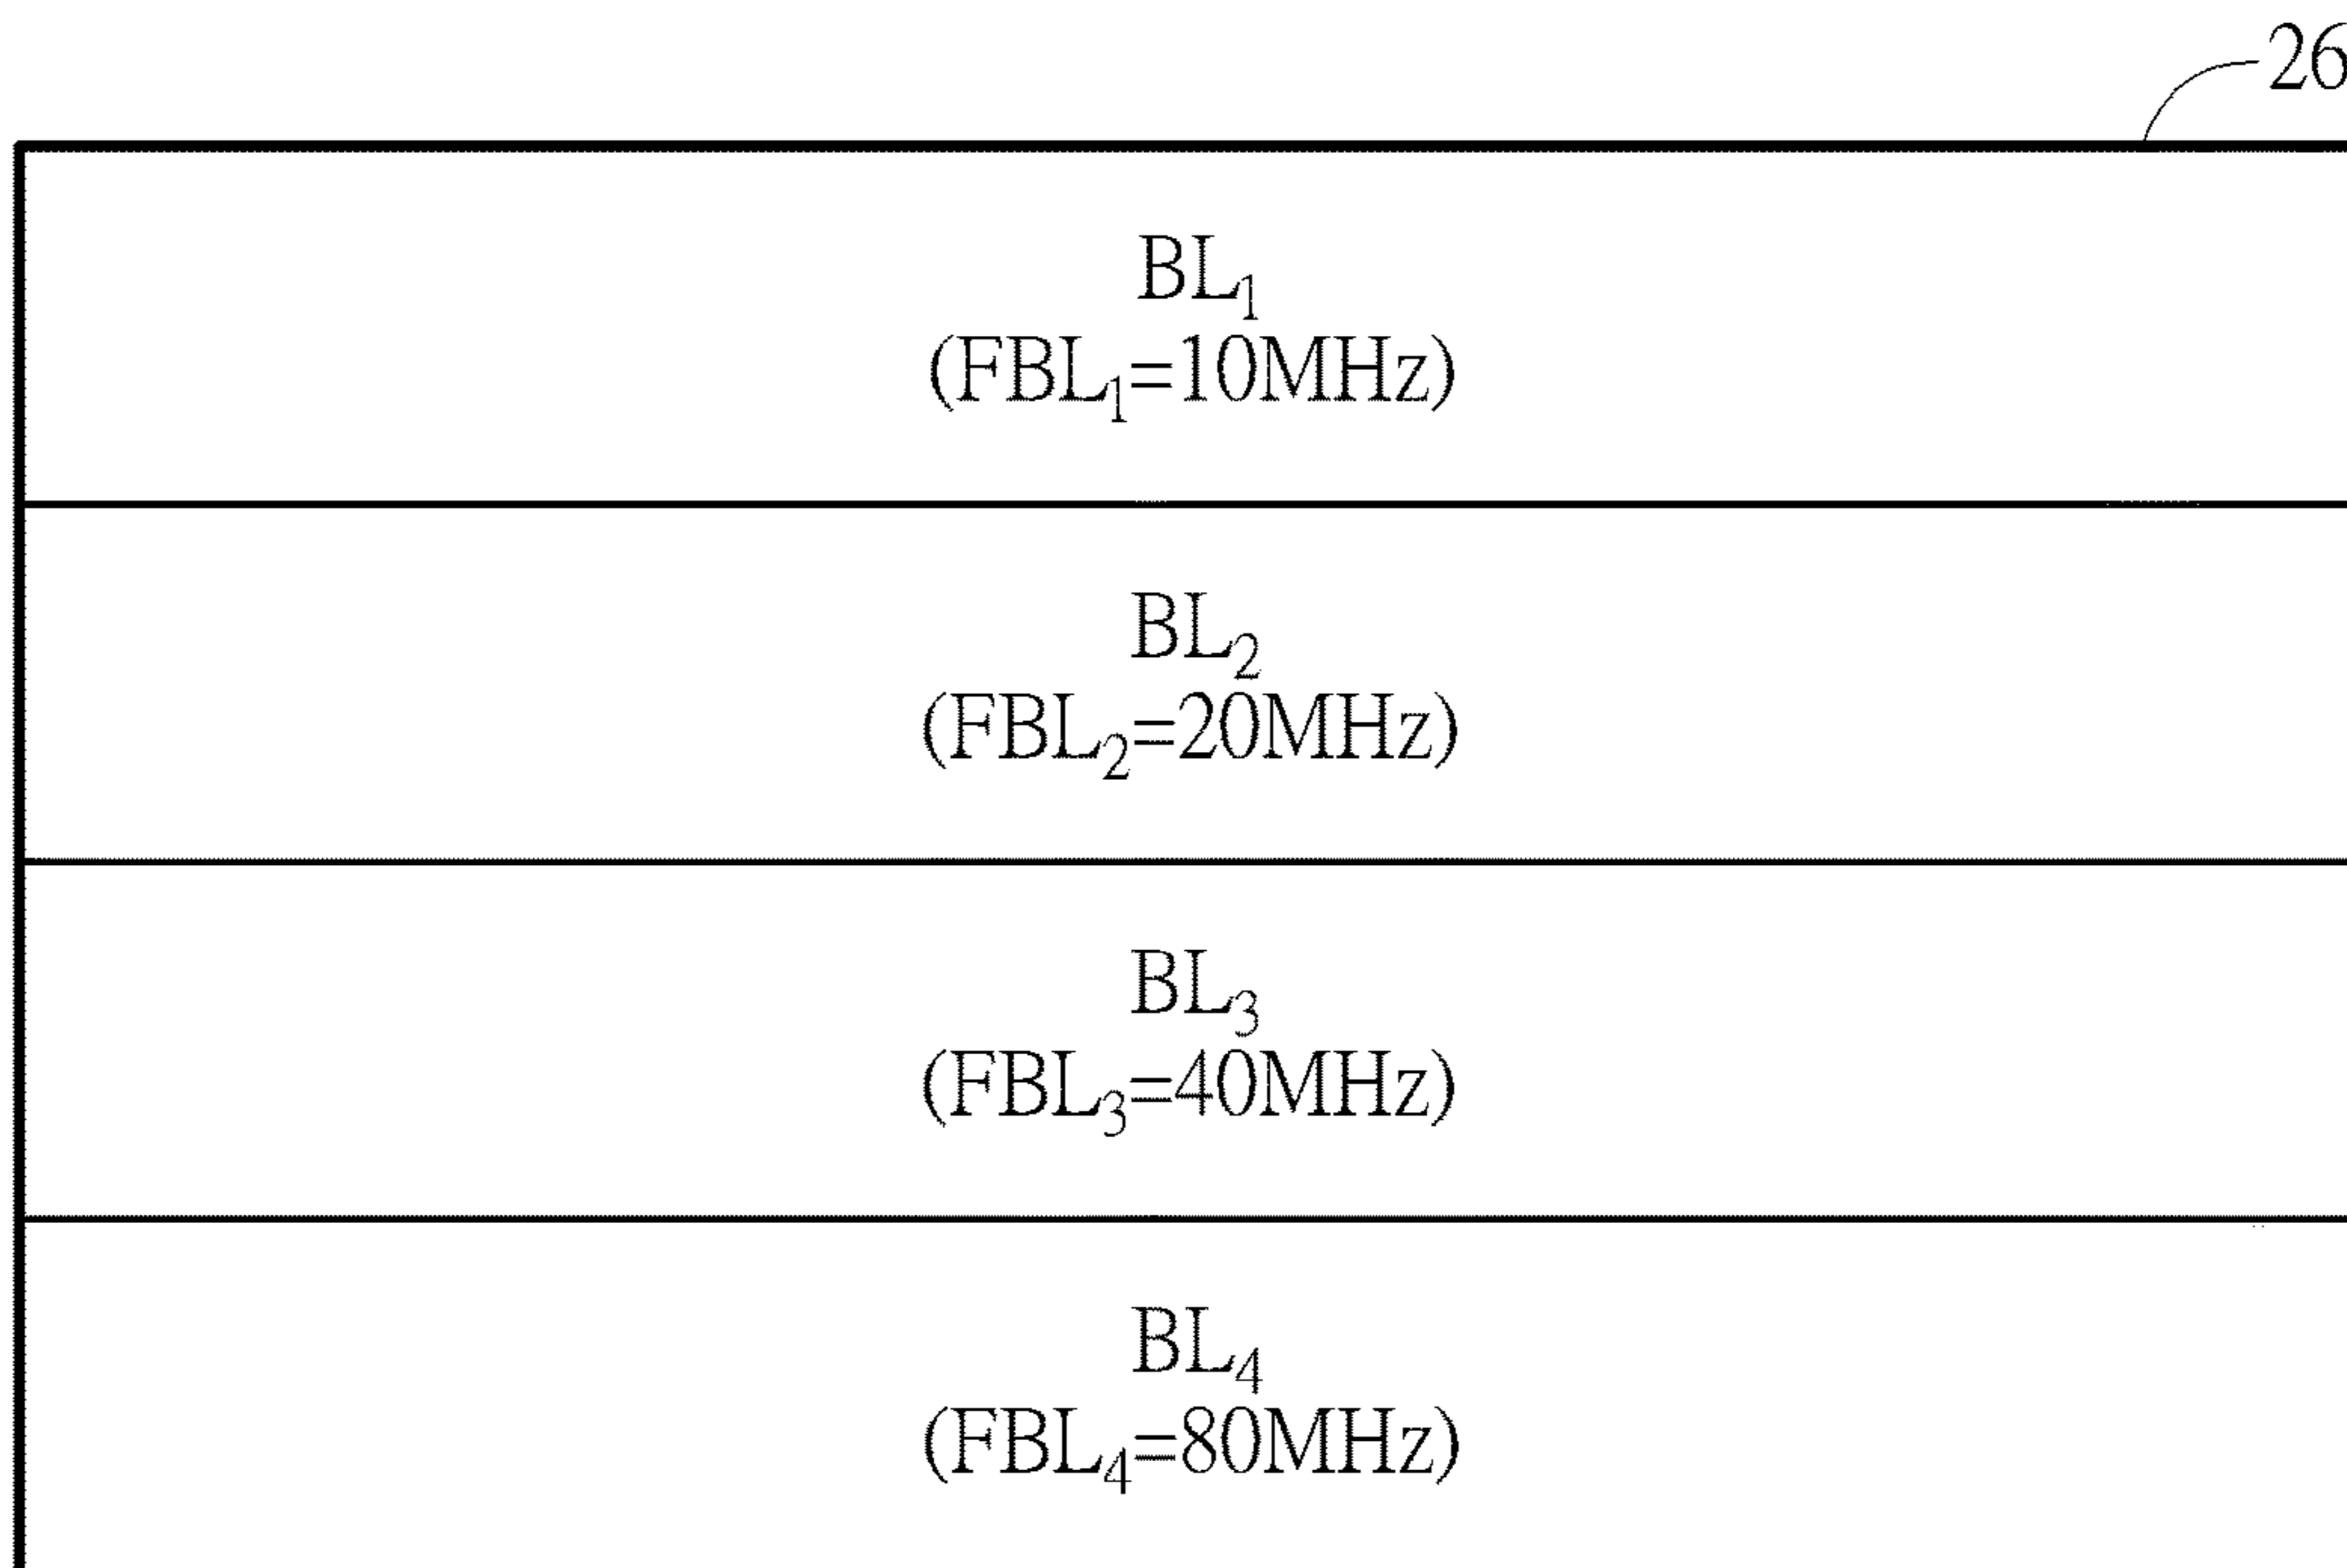 26
BL₁
(FBL₁=10MHz)
BL₂
(FBL₂=20MHz)
BL₃
(FBL₃=40MHz)
BL₄
(FBL₄=80MHz)